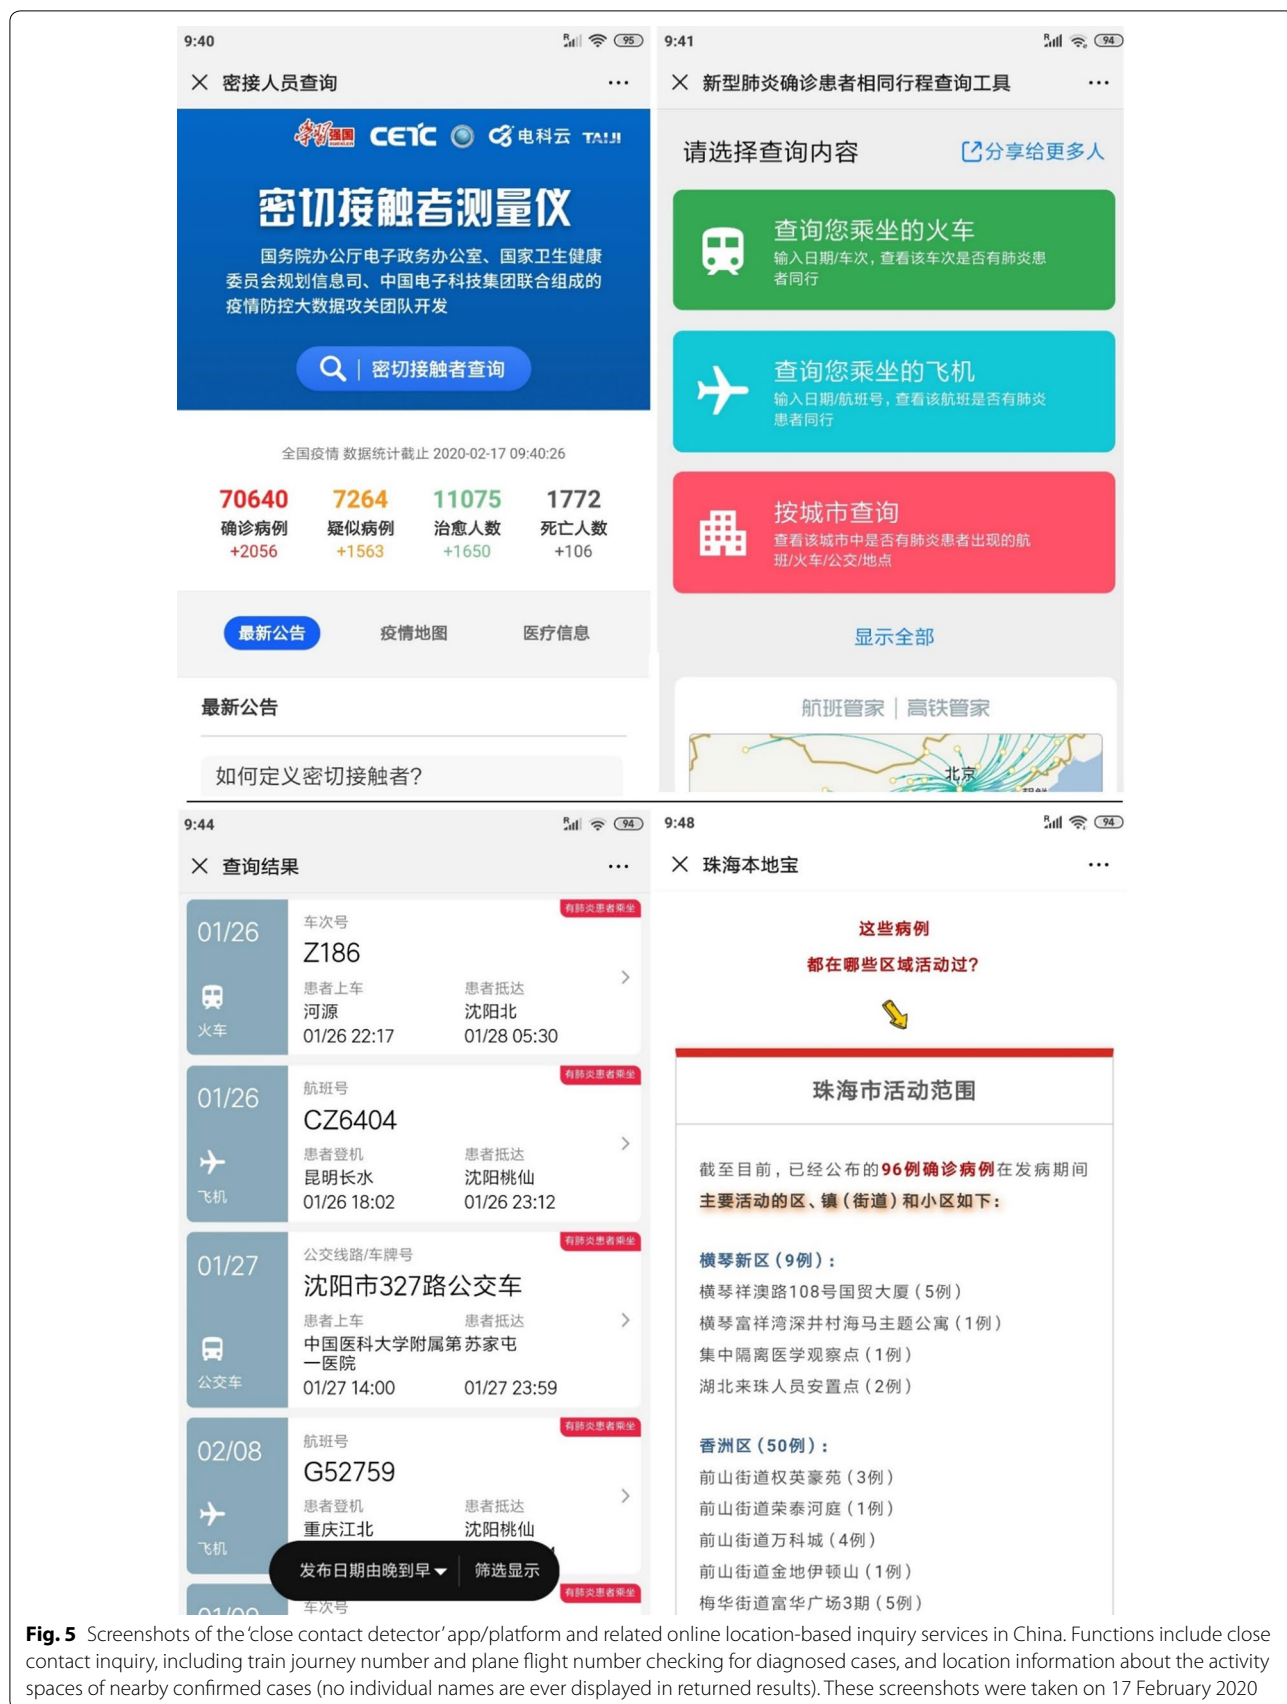 9:40
95
密接人员查询
学习强国
CETC
电科云
TAIJI
密切接触者测量仪
国务院办公厅电子政务办公室、国家卫生健康
委员会规划信息司、中国电子科技集团联合组成的
疫情防控大数据攻关团队开发
密切接触者查询
全国疫情 数据统计截止 2020-02-17 09:40:26
70640 7264 11075 1772
确诊病例 疑似病例 治愈人数 死亡人数
+2056 +1563 +1650 +106
最新公告 疫情地图 医疗信息
最新公告
如何定义密切接触者?
9:41
94
新型肺炎确诊患者相同行程查询工具
请选择查询内容 分享给更多人
查询您乘坐的火车
输入日期/车次，查看该车次是否有肺炎患
者同行
查询您乘坐的飞机
输入日期/航班号，查看该航班是否有肺炎
患者同行
按城市查询
查看该城市中是否有肺炎患者出现的航
班/火车/公交/地点
显示全部
航班管家｜高铁管家
北京
9:44
94
查询结果
有肺炎患者乘坐
01/26
火车
车次号
Z186
患者上车 患者抵达
河源 沈阳北
01/26 22:17 01/28 05:30
有肺炎患者乘坐
01/26
飞机
航班号
CZ6404
患者登机 患者抵达
昆明长水 沈阳桃仙
01/26 18:02 01/26 23:12
有肺炎患者乘坐
01/27
公交车
公交线路/车牌号
沈阳市327路公交车
患者上车 患者抵达
中国医科大学附属第 苏家屯
一医院
01/27 14:00 01/27 23:59
有肺炎患者乘坐
02/08
飞机
航班号
G52759
患者登机 患者抵达
重庆江北 沈阳桃仙
发布日期由晚到早 筛选显示
有肺炎患者乘坐
车次号
9:48
94
珠海本地宝
这些病例
都在哪些区域活动过?
珠海市活动范围
截至目前，已经公布的96例确诊病例在发病期间
主要活动的区、镇（街道）和小区如下：
横琴新区（9例）：
横琴祥澳路108号国贸大厦（5例）
横琴富祥湾深井村海马主题公寓（1例）
集中隔离医学观察点（1例）
湖北来珠人员安置点（2例）
香洲区（50例）：
前山街道权英豪苑（3例）
前山街道荣泰河庭（1例）
前山街道万科城（4例）
前山街道金地伊顿山（1例）
梅华街道富华广场3期（5例）
Fig. 5 Screenshots of the ‘close contact detector’ app/platform and related online location-based inquiry services in China. Functions include close
contact inquiry, including train journey number and plane flight number checking for diagnosed cases, and location information about the activity
spaces of nearby confirmed cases (no individual names are ever displayed in returned results). These screenshots were taken on 17 February 2020